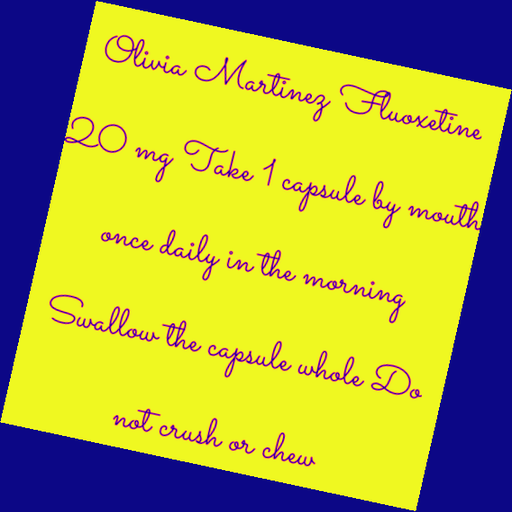 Olivia Martinez Fluoxetine
20 mg Take 1 capsule by mouth
once daily in the morning
Swallow the capsule whole Do
not crush or chew